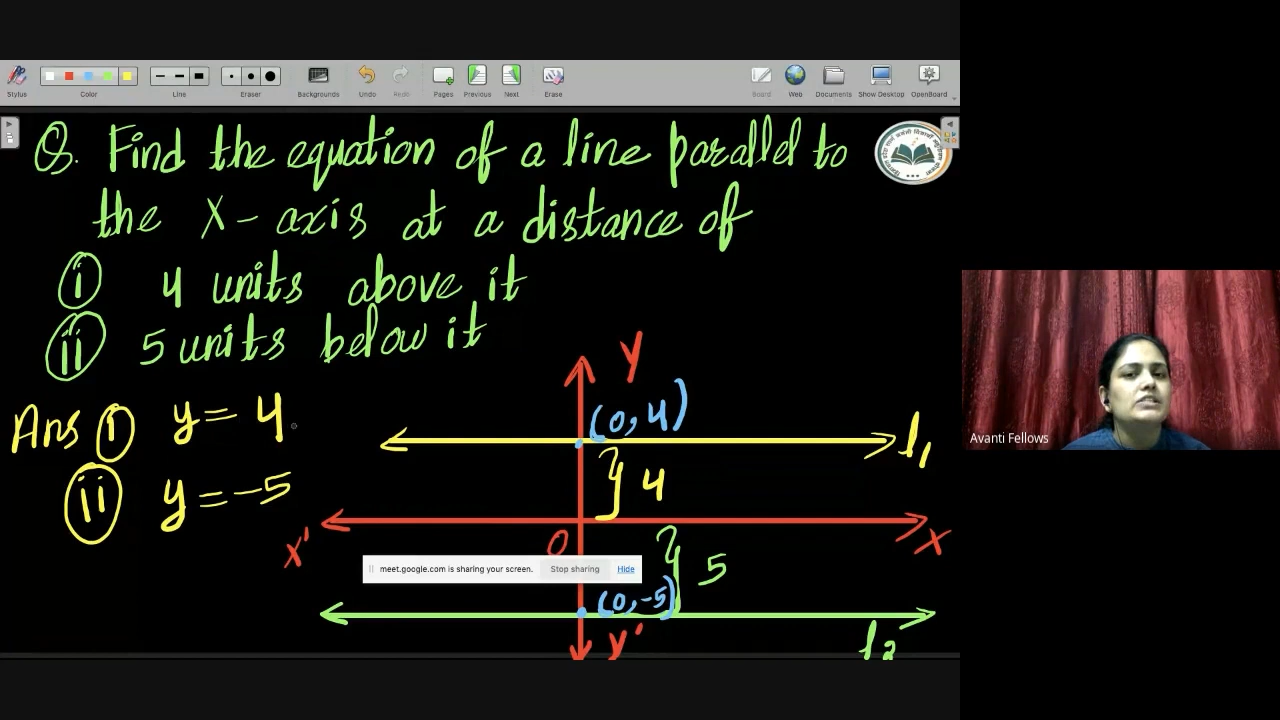 Stylus
Color
Line
Eraser
Backgrounds
Undo
Redo
Pages
Previous
Next
Erase
Board
Web
Documents
Show Desktop
OpenBoard
Q. Find the equation of a line parallel to
the X-axis at a distance of
(i) 4 units above it
(ii) 5 units below it
Ans (i) y = 4
(ii) y = -5
Y
(0, 4)
l1
4
X'
O
X
meet.google.com is sharing your screen. Stop sharing Hide
5
(0, -5)
Y'
l2
Avanti Fellows